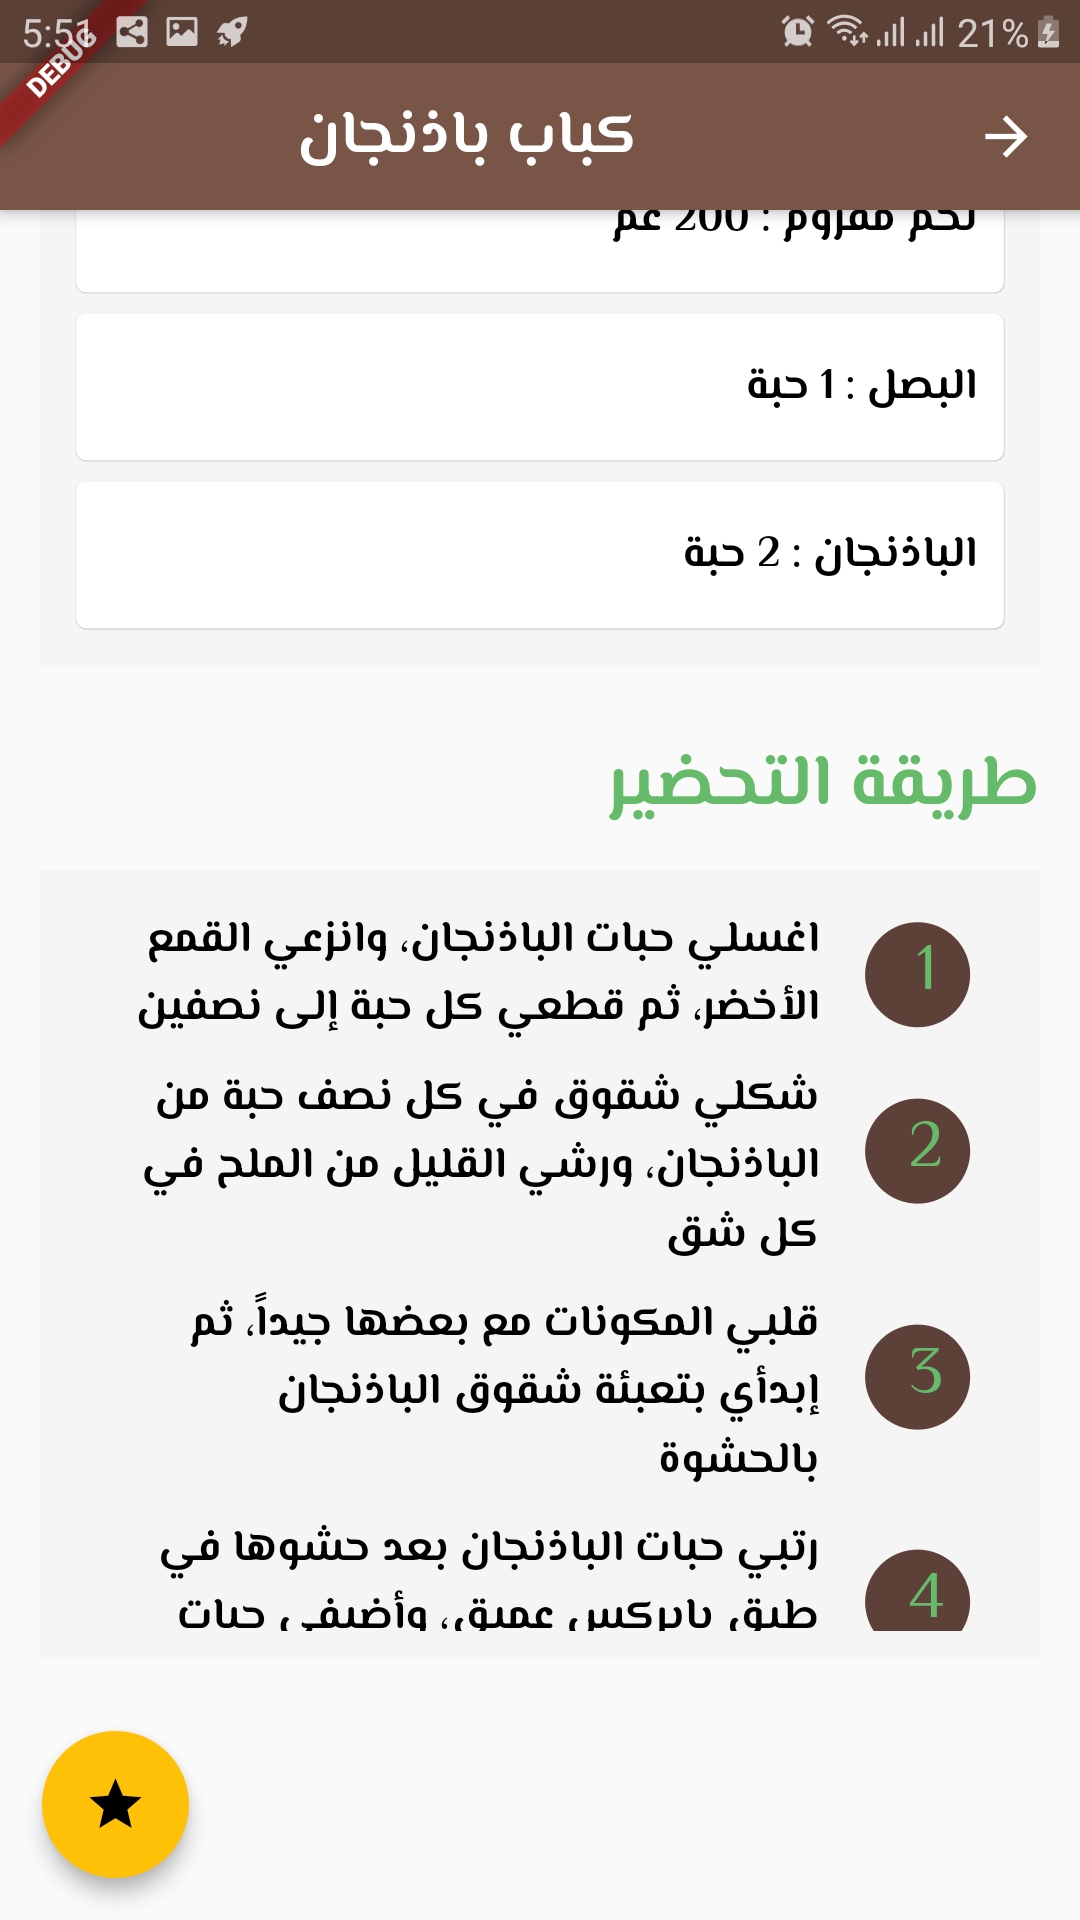 5:51
21%
DEBUG
كباب باذنجان
لحم مفروم : 200 غم
البصل : 1 حبة
الباذنجان : 2 حبة
طريقة التحضير
1
اغسلي حبات الباذنجان، وانزعي القمع
الأخضر، ثم قطعي كل حبة إلى نصفين
2
شكلي شقوق في كل نصف حبة من
الباذنجان، ورشي القليل من الملح في
كل شق
3
قلبي المكونات مع بعضها جيداً، ثم
إبدأي بتعبئة شقوق الباذنجان
بالحشوة
4
رتبي حبات الباذنجان بعد حشوها في
طبق بايركس عميق، وأضيفي حبات